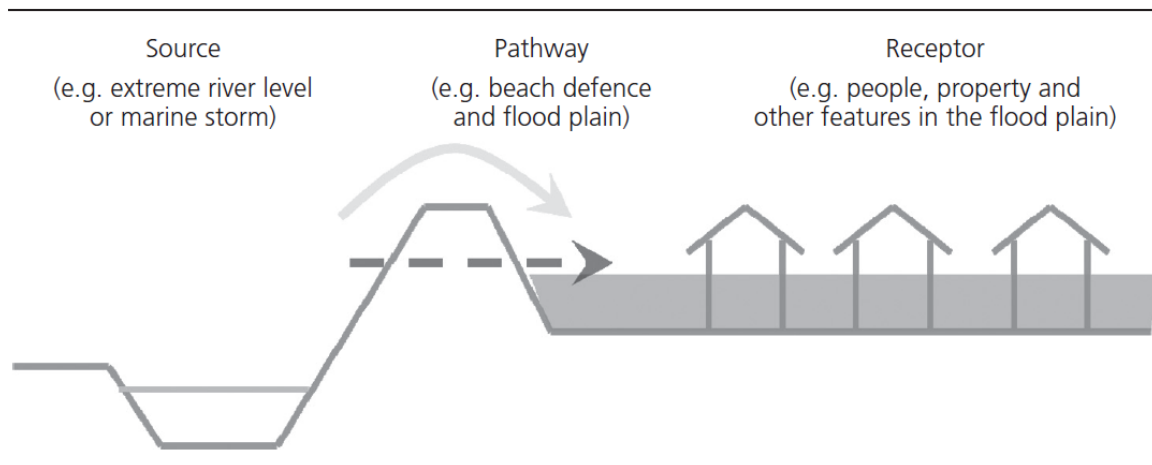 Source
(e.g. extreme river level
or marine storm)
Pathway
(e.g. beach defence
and flood plain)
Receptor
(e.g. people, property and
other features in the flood plain)